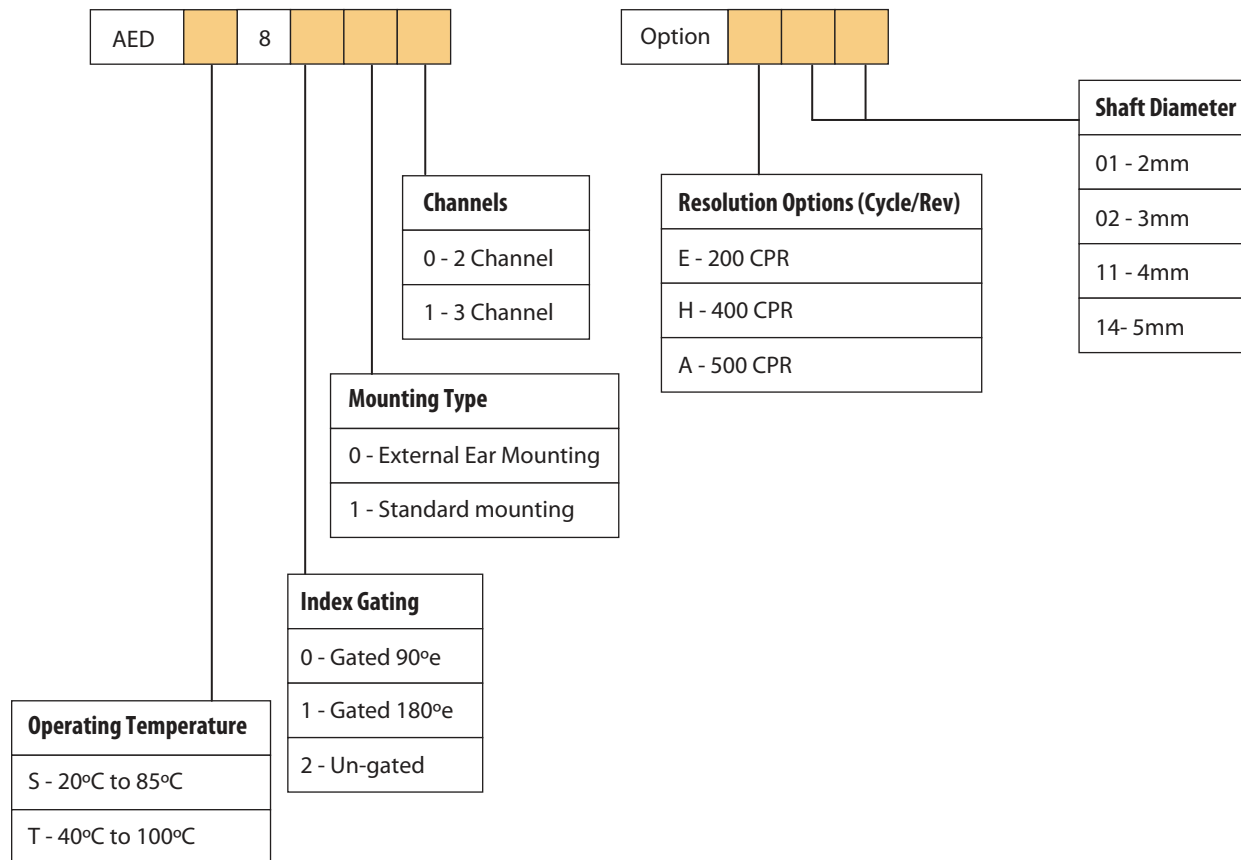 AED 8
Option
Shaft Diameter
01 - 2mm
02 - 3mm
11 - 4mm
14- 5mm
Channels
0 - 2 Channel
1 - 3 Channel
Resolution Options (Cycle/Rev)
E - 200 CPR
H - 400 CPR
A - 500 CPR
Mounting Type
0 - External Ear Mounting
1 - Standard mounting
Index Gating
0 - Gated 90ºe
1 - Gated 180ºe
2 - Un-gated
Operating Temperature
S - 20ºC to 85ºC
T - 40ºC to 100ºC